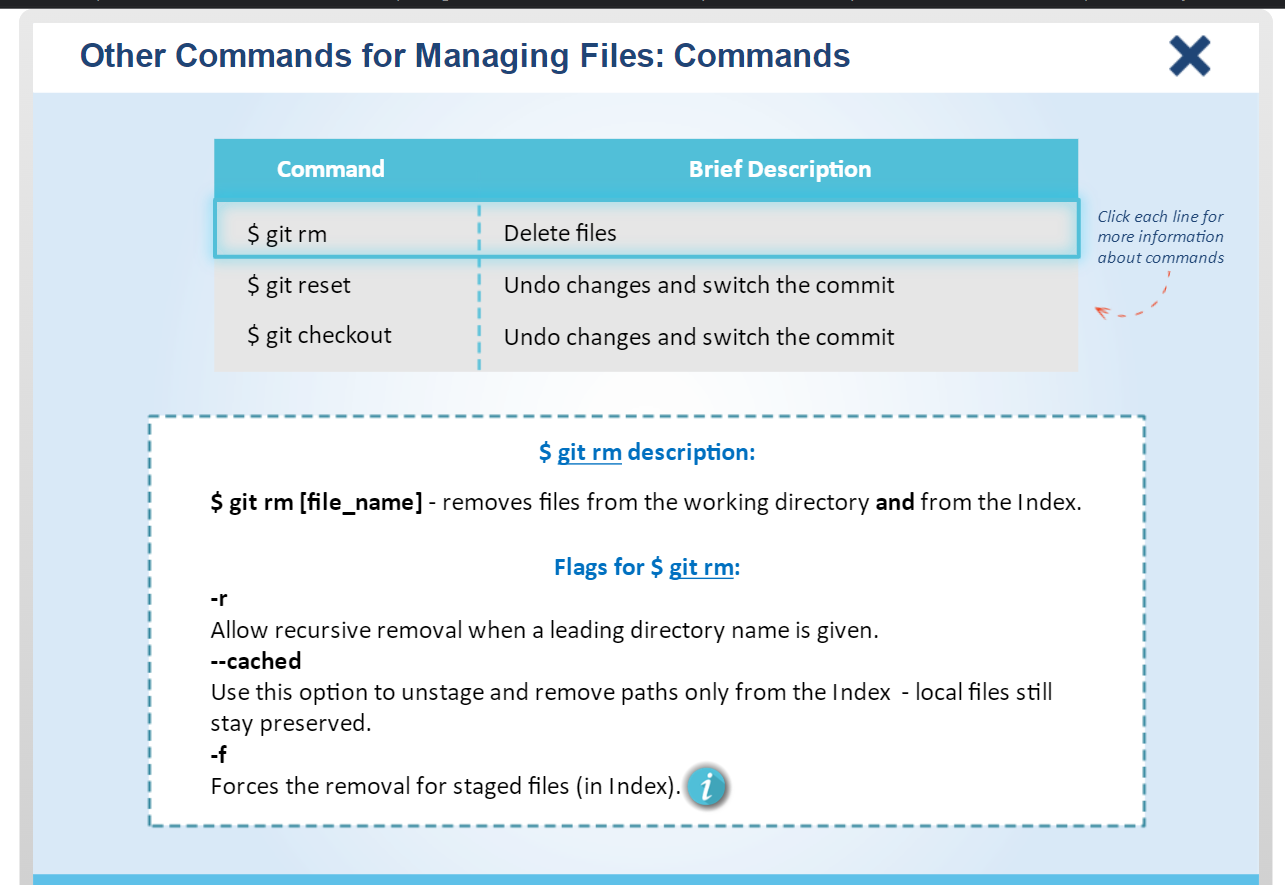 Other Commands for Managing Files: Commands
Command Brief Description
$ git rm Delete files
$ git reset Undo changes and switch the commit
$ git checkout Undo changes and switch the commit
Click each line for
more information
about commands
$ git rm description:
$ git rm [file_name] - removes files from the working directory and from the Index.
Flags for $ git rm:
-r
Allow recursive removal when a leading directory name is given.
--cached
Use this option to unstage and remove paths only from the Index - local files still
stay preserved.
-f
Forces the removal for staged files (in Index). i